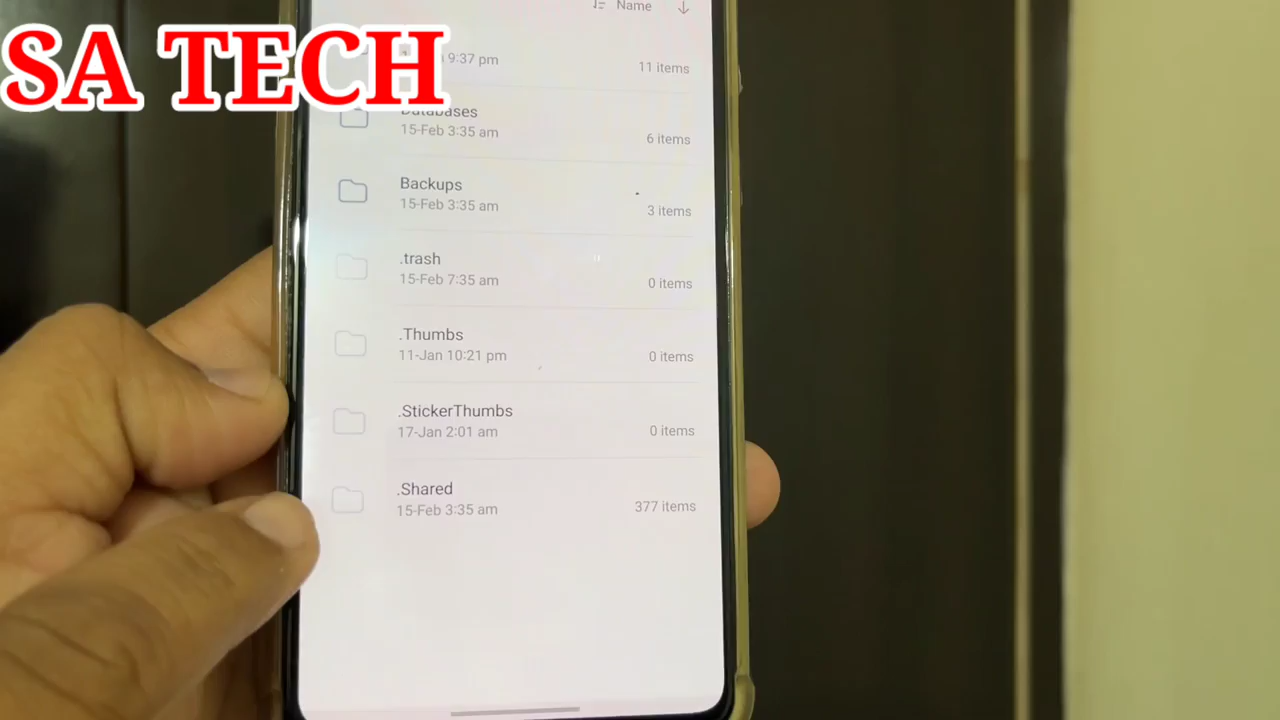 SA TECH
Name
9:37 pm
11 items
Databases
15-Feb 3:35 am
6 items
Backups
15-Feb 3:35 am
3 items
.trash
15-Feb 7:35 am
0 items
.Thumbs
11-Jan 10:21 pm
0 items
.StickerThumbs
17-Jan 2:01 am
0 items
.Shared
15-Feb 3:35 am
377 items